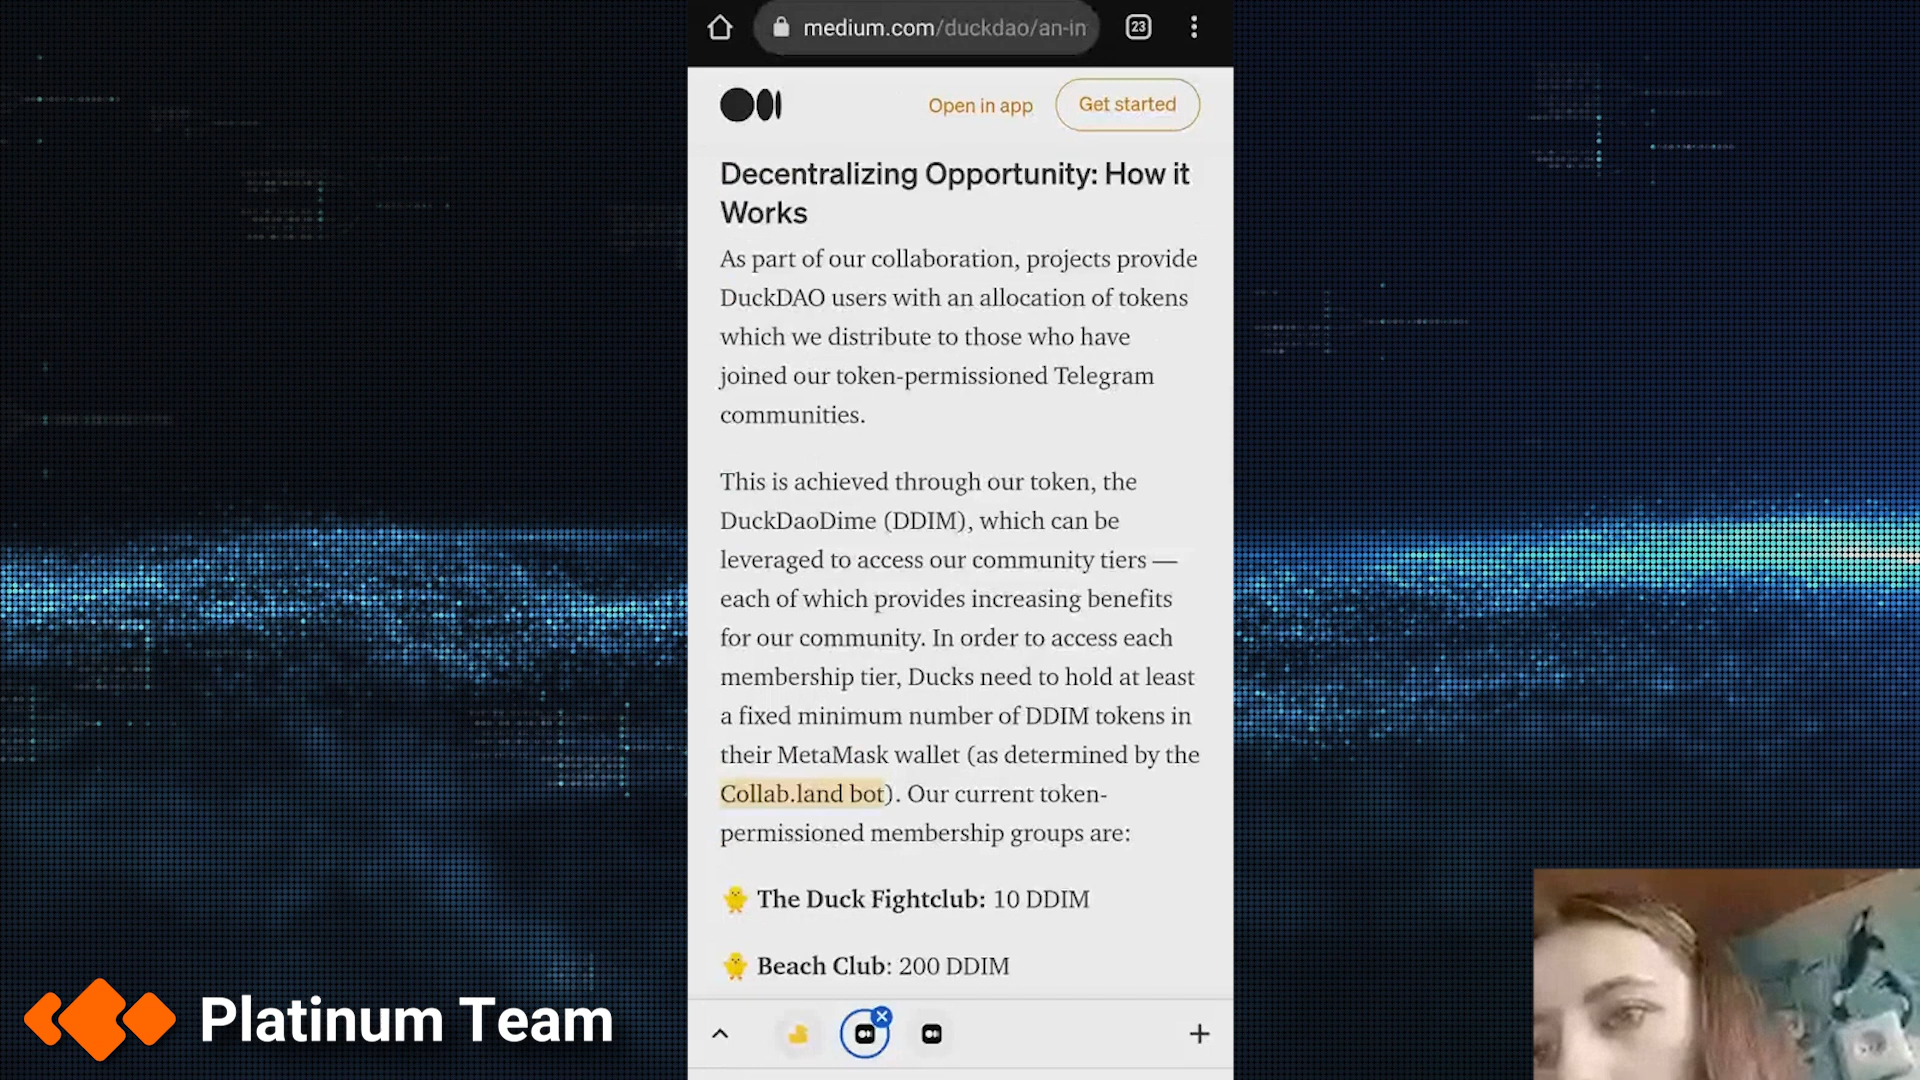 medium.com/duckdao/an-in
23
Open in app
Get started
Decentralizing Opportunity: How it
Works
As part of our collaboration, projects provide
DuckDAO users with an allocation of tokens
which we distribute to those who have
joined our token-permissioned Telegram
communities.
This is achieved through our token, the
DuckDaoDime (DDIM), which can be
leveraged to access our community tiers —
each of which provides increasing benefits
for our community. In order to access each
membership tier, Ducks need to hold at least
a fixed minimum number of DDIM tokens in
their MetaMask wallet (as determined by the
Collab.land bot). Our current token-
permissioned membership groups are:
🐥 The Duck Fightclub: 10 DDIM
🐥 Beach Club: 200 DDIM
Platinum Team